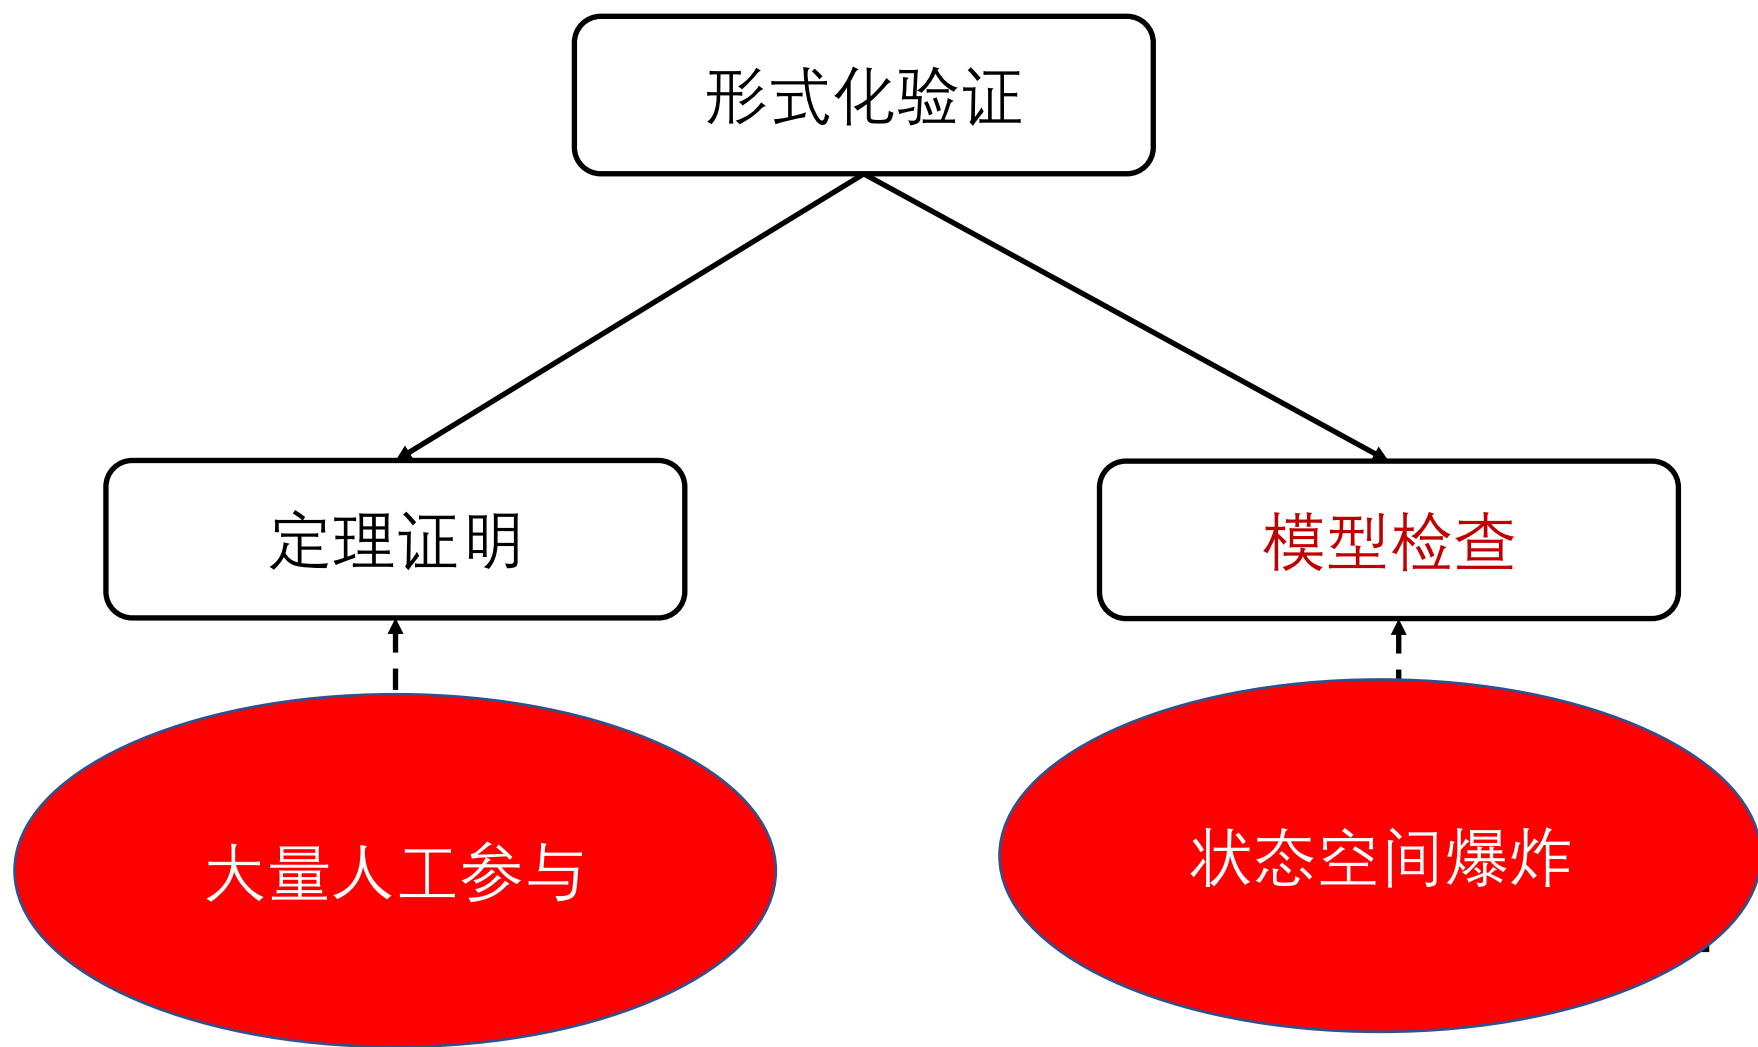 形式化验证
定理证明
模型检查
大量人工参与
状态空间爆炸